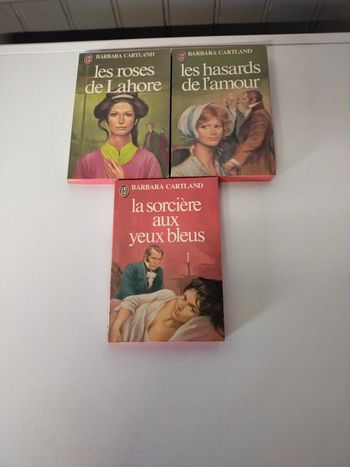 BARBARA CARTLAND
les roses
de Lahore
BARBARA CARTLAND
les hasards
de l'amour
BARBARA CARTLAND
la sorcière
aux
yeux bleus